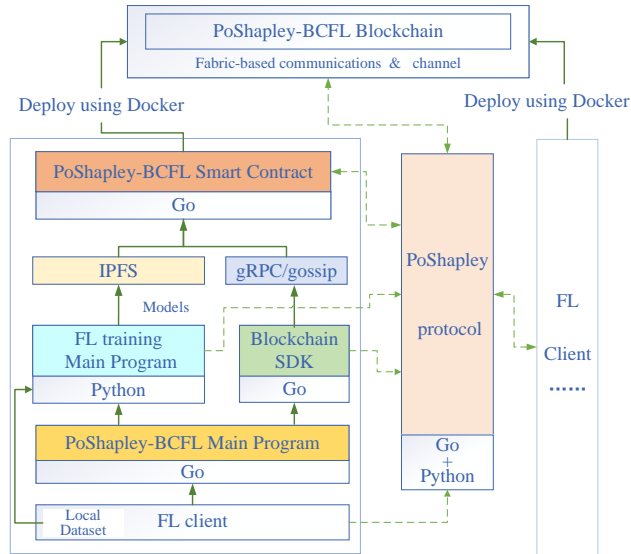 PoShapley-BCFL Blockchain
Fabric-based communications & channel
Deploy using Docker
Deploy using Docker
PoShapley-BCFL Smart Contract
Go
IPFS
gRPC/gossip
Models
FL training
Main Program
Python
Blockchain
SDK
Go
PoShapley-BCFL Main Program
Go
Local
Dataset
FL client
PoShapley
protocol
Go
+
Python
FL
Client
......